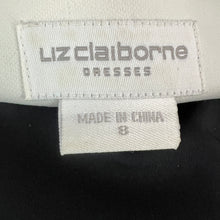 Liz claiborne
DRESSES
MADE IN CHINA
8